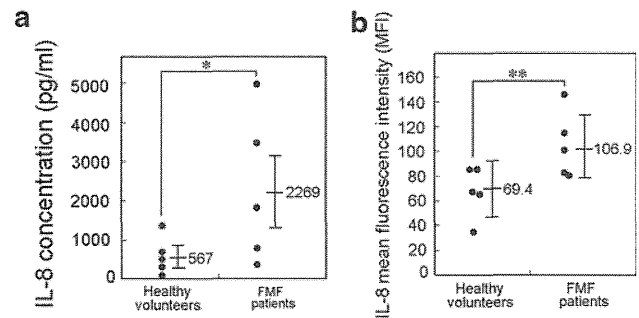 a
IL-8 concentration (pg/ml)
5000
4000
3000
2000
1000
0
*
567
2269
Healthy
volunteers
FMF
patients
b
IL-8 mean fluorescence intensity (MFI)
160
140
120
100
80
60
40
20
0
**
69.4
106.9
Healthy
volunteers
FMF
patients